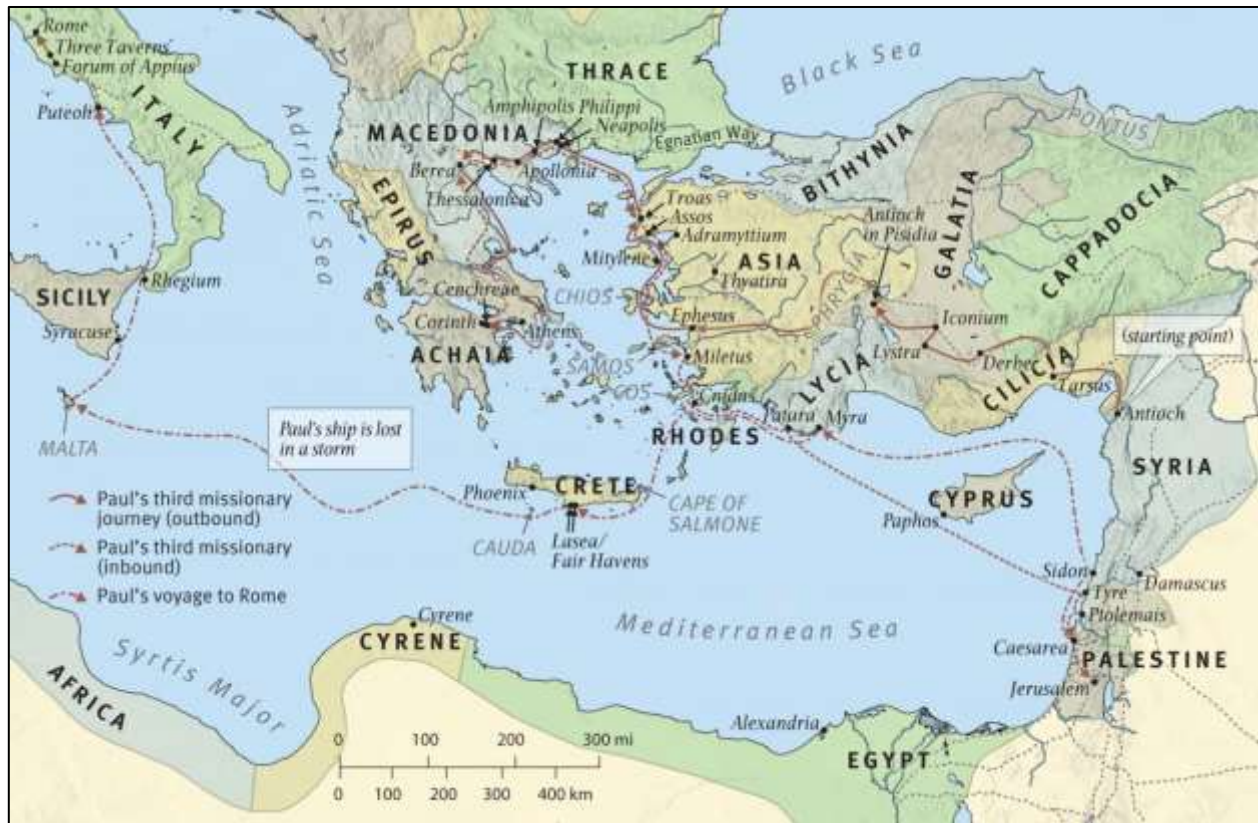 Rome
Three Taverns
Forum of Appius
ITALY
Puteoli
Adriatic Sea
THRACE
Black Sea
Amphipolis
Philippi
Neapolis
MACEDONIA
Egnatian Way
BITHYNIA
PONTUS
Berea
Apollonia
Thessalonica
EPIRUS
Troas
Assos
Adramyttium
Antioch
in Pisidia
GALATIA
CAPPADOCIA
Mitylene
ASIA
Thyatira
Rhegium
SICILY
Cenchreae
CHIOS
PHRYGIA
Syracuse
Corinth
Athens
Ephesus
Iconium
(starting point)
ACHAIA
Lystra
Derbe
SAMOS
Miletus
LYCIA
CILICIA
Tarsus
COS
Cnidus
Patara
Myra
Antioch
MALTA
Paul's ship is lost
in a storm
RHODES
SYRIA
Phoenix
CRETE
CAPE OF
SALMONE
CYPRUS
Paphos
Paul's third missionary
journey (outbound)
CAUDA
Lasea/
Fair Havens
Paul's third missionary
(inbound)
Sidon
Damascus
Tyre
Paul's voyage to Rome
Ptolemais
Cyrene
CYRENE
Mediterranean Sea
Caesarea
PALESTINE
Syrtis Major
AFRICA
Jerusalem
Alexandria
EGYPT
0 100 200 300 mi
0 100 200 300 400 km